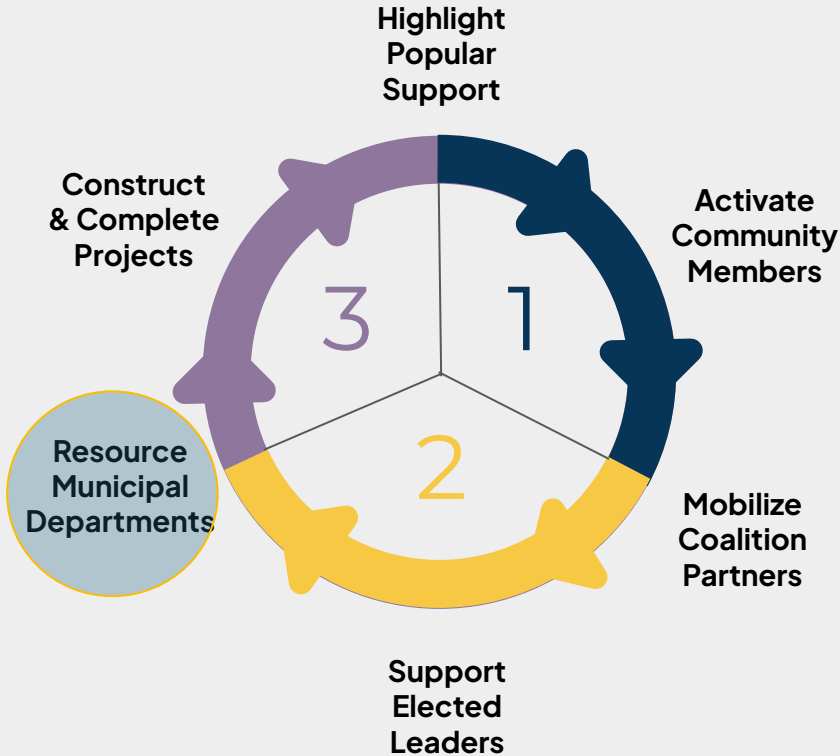 Highlight
Popular
Support
Activate
Community
Members
Mobilize
Coalition
Partners
Support
Elected
Leaders
Resource
Municipal
Departments
Construct
& Complete
Projects
1
2
3